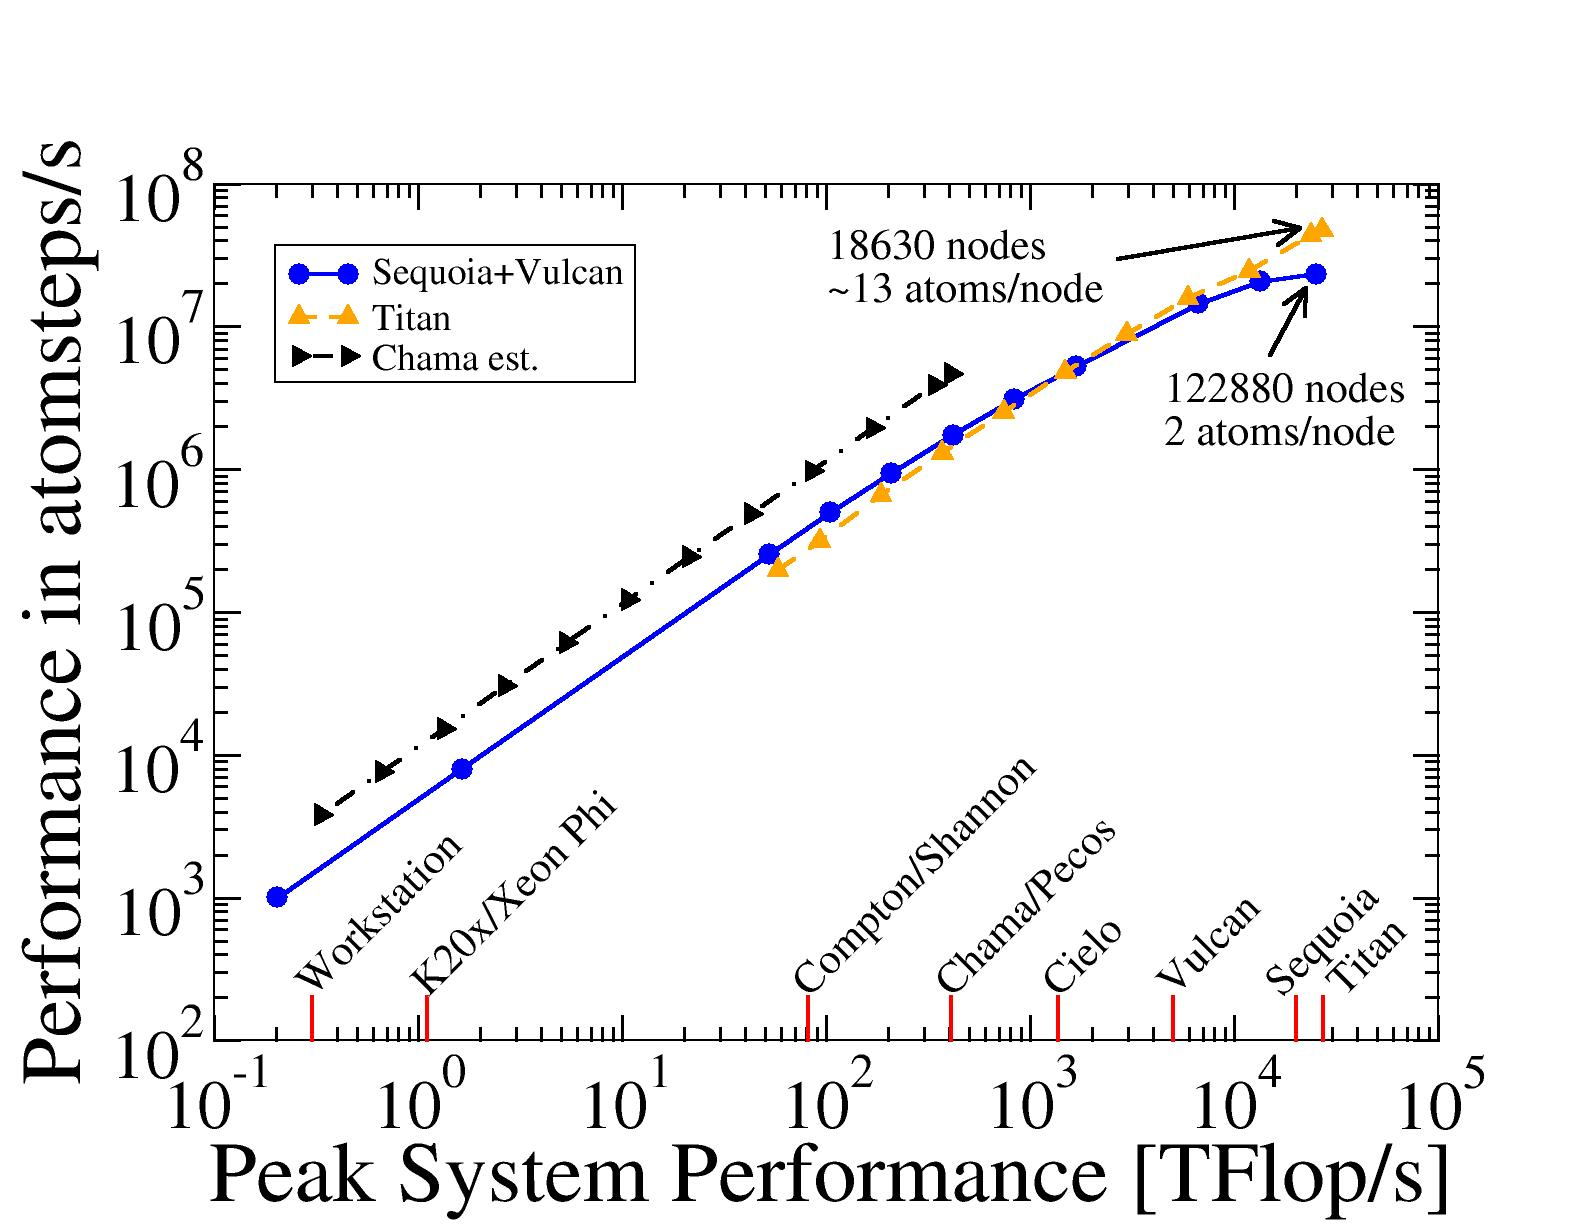 Performance in atomsteps/s
10^8
10^7
10^6
10^5
10^4
10^3
10^2
Sequoia+Vulcan
Titan
Chama est.
18630 nodes
~13 atoms/node
122880 nodes
2 atoms/node
Workstation
K20x/Xeon Phi
Compton/Shannon
Chama/Pecos
Cielo
Vulcan
Sequoia
Titan
10^-1 10^0 10^1 10^2 10^3 10^4 10^5
Peak System Performance [TFlop/s]